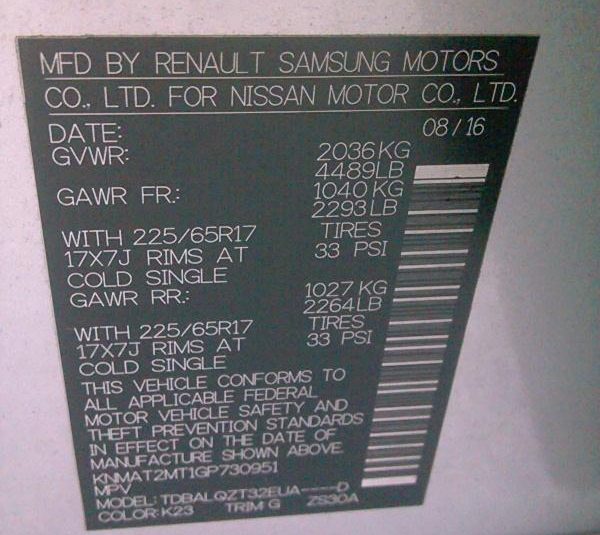 MFD BY RENAULT SAMSUNG MOTORS
CO., LTD. FOR NISSAN MOTOR CO., LTD.
DATE: 08/16
GVWR: 2036 KG
4489 LB
GAWR FR.: 1040 KG
2293 LB
WITH 225/65R17 TIRES
17X7J RIMS AT 33 PSI
COLD SINGLE
GAWR RR.: 1027 KG
2264 LB
WITH 225/65R17 TIRES
17X7J RIMS AT 33 PSI
COLD SINGLE
THIS VEHICLE CONFORMS TO
ALL APPLICABLE FEDERAL
MOTOR VEHICLE SAFETY AND
THEFT PREVENTION STANDARDS
IN EFFECT ON THE DATE OF
MANUFACTURE SHOWN ABOVE.
KNMAT2MT1GP730951
MPV
MODEL: TDBALQZT32EUA----D
COLOR: K23 TRIM G ZS30A